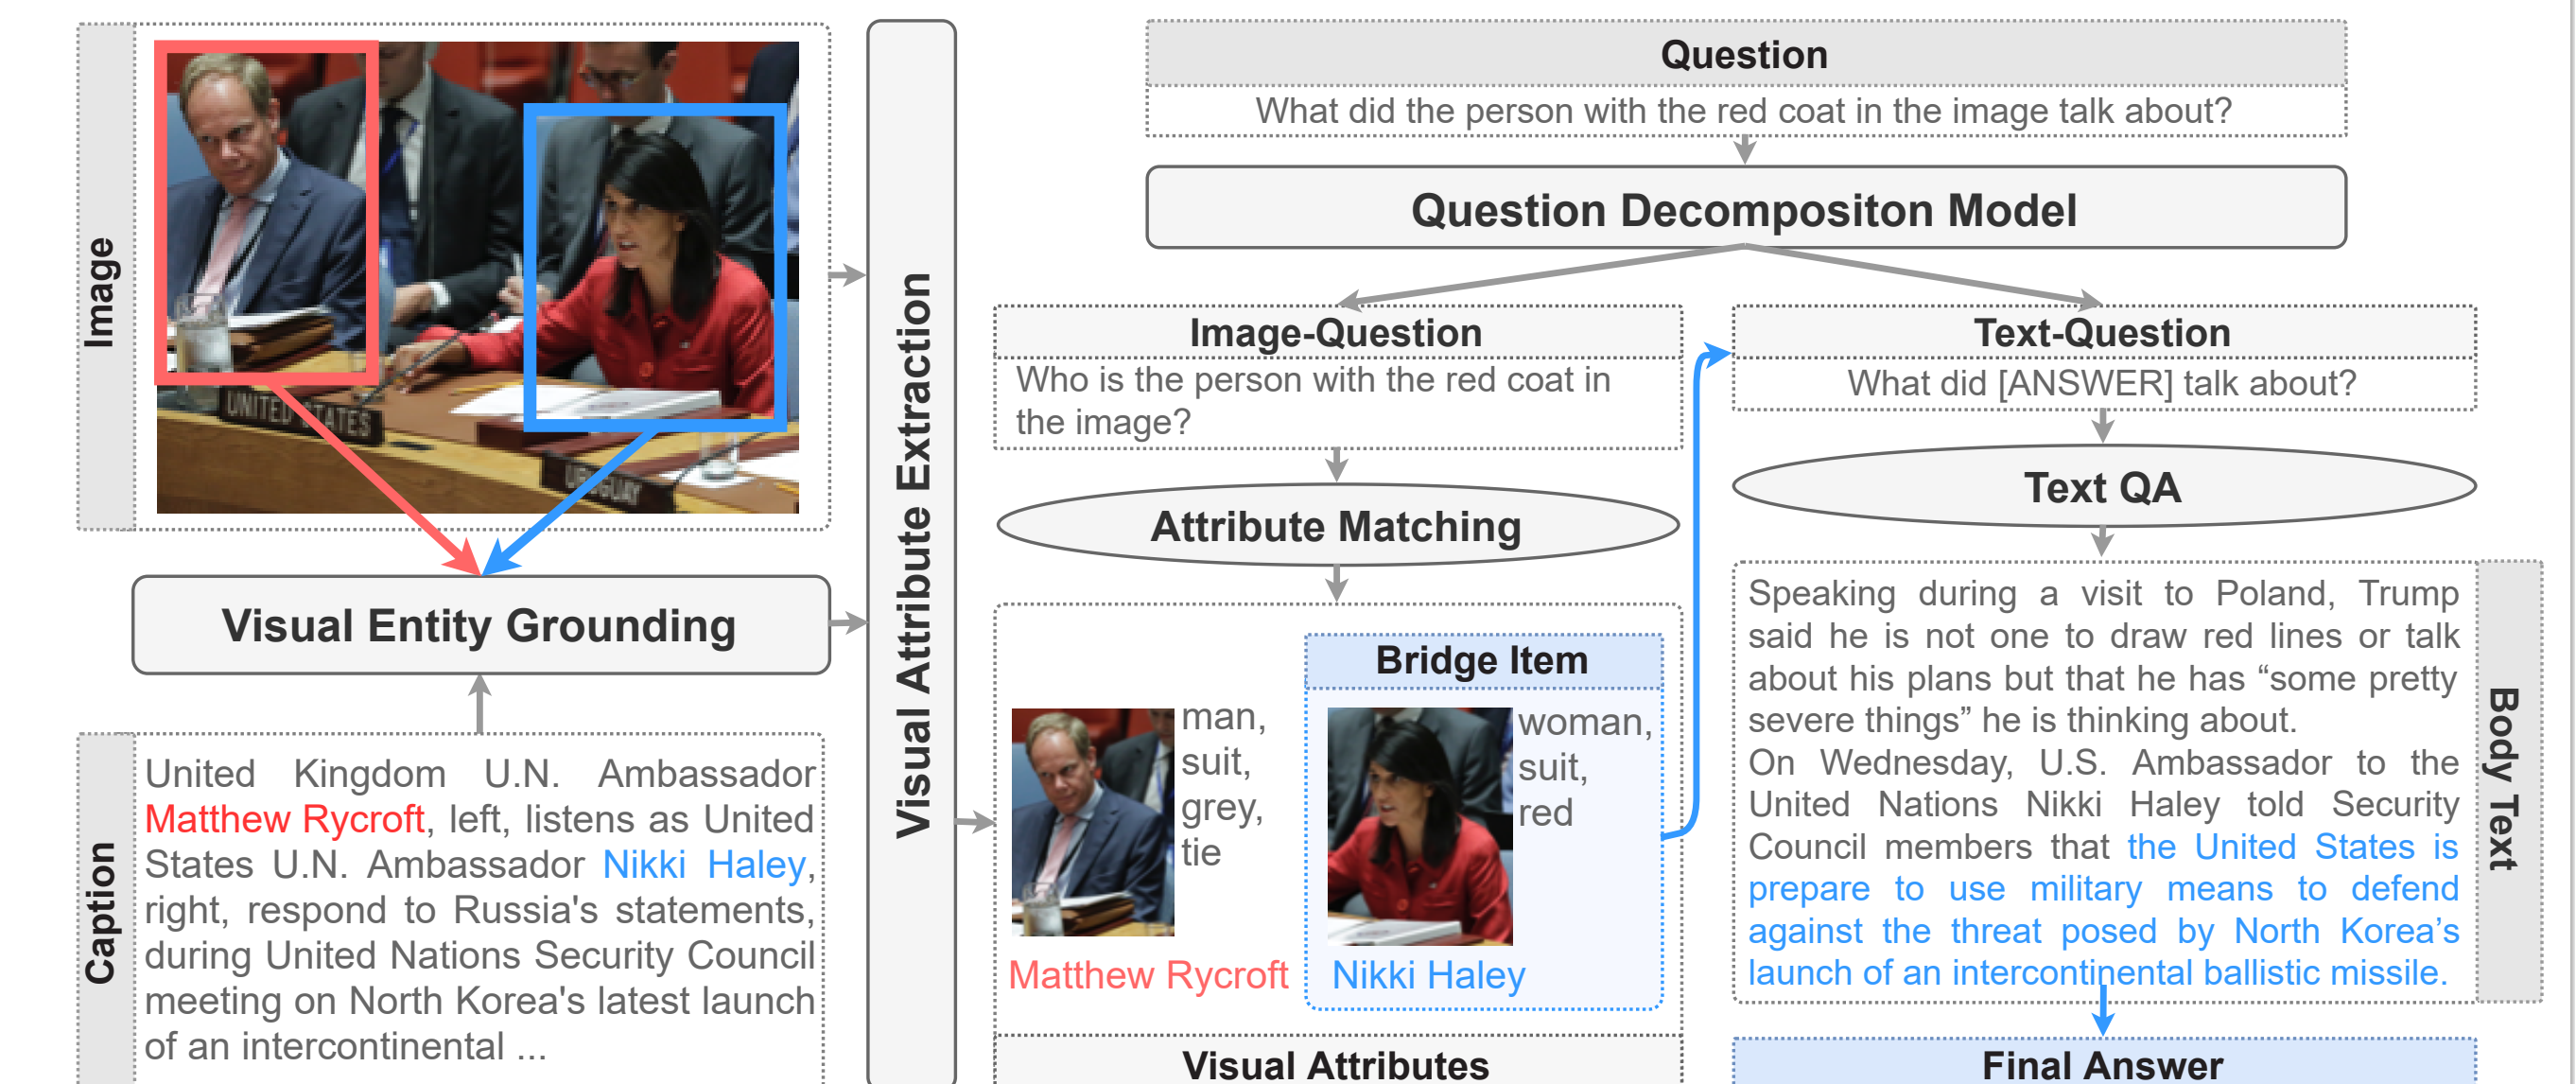 Image
UNITED STATES
URUGUAY
Visual Entity Grounding
Caption
United Kingdom U.N. Ambassador
Matthew Rycroft, left, listens as United
States U.N. Ambassador Nikki Haley,
right, respond to Russia's statements,
during United Nations Security Council
meeting on North Korea's latest launch
of an intercontinental ...
Visual Attribute Extraction
Question
What did the person with the red coat in the image talk about?
Question Decompositon Model
Image-Question
Who is the person with the red coat in
the image?
Attribute Matching
man,
suit,
grey,
tie
Matthew Rycroft
Bridge Item
woman,
suit,
red
Nikki Haley
Visual Attributes
Text-Question
What did [ANSWER] talk about?
Text QA
Speaking during a visit to Poland, Trump
said he is not one to draw red lines or talk
about his plans but that he has “some pretty
severe things” he is thinking about.
On Wednesday, U.S. Ambassador to the
United Nations Nikki Haley told Security
Council members that the United States is
prepare to use military means to defend
against the threat posed by North Korea’s
launch of an intercontinental ballistic missile.
Body Text
Final Answer